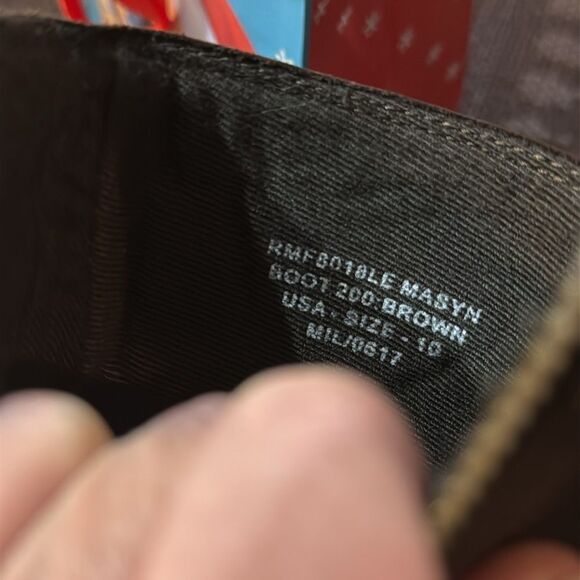 RMF8018LE MASYN
BOOT 200-BROWN
USA - SIZE - 10
MIL/0617